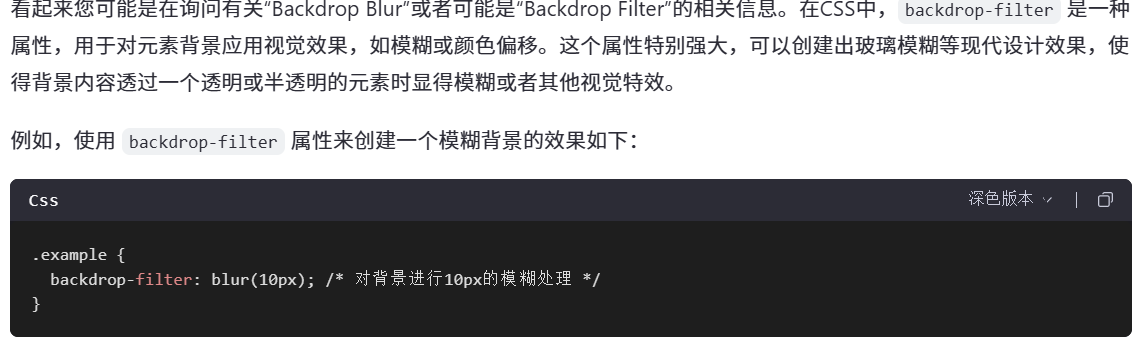 看起来您可能是在询问有关“Backdrop Blur”或者可能是“Backdrop Filter”的相关信息。在CSS中， backdrop-filter 是一种
属性，用于对元素背景应用视觉效果，如模糊或颜色偏移。这个属性特别强大，可以创建出玻璃模糊等现代设计效果，使
得背景内容透过一个透明或半透明的元素时显得模糊或者其他视觉特效。
例如，使用 backdrop-filter 属性来创建一个模糊背景的效果如下：
Css 深色版本
.example {
  backdrop-filter: blur(10px); /* 对背景进行10px的模糊处理 */
}